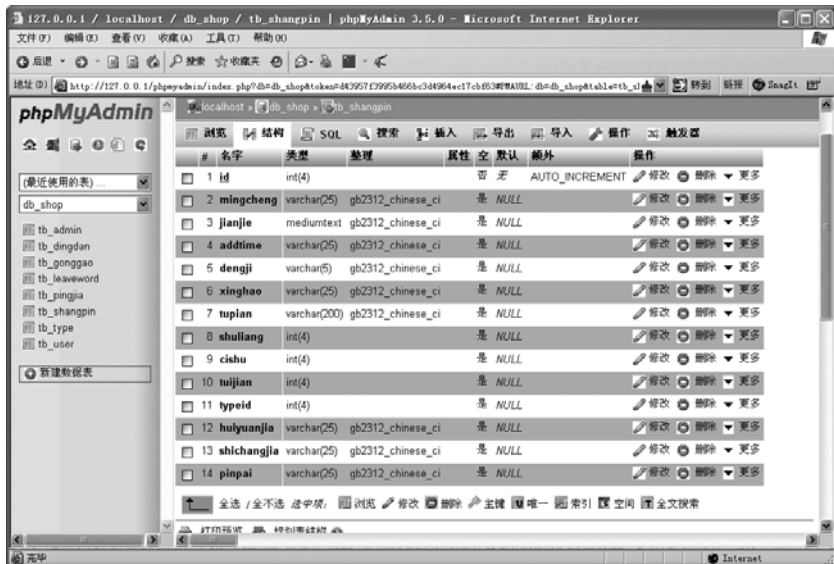 127.0.0.1 / localhost / db_shop / tb_shangpin | phpMyAdmin 3.5.0 - Microsoft Internet Explorer
文件(F) 编辑(E) 查看(V) 收藏(A) 工具(T) 帮助(H)
后退 搜索 收藏夹
地址(D) http://127.0.0.1/phpmyadmin/index.php?db=db_shop&token= 转到 链接 SnagIt
phpMyAdmin
(最近使用的表) ...
db_shop
tb_admin
tb_dingdan
tb_gonggao
tb_leaveword
tb_pingjia
tb_shangpin
tb_type
tb_user
新建数据表
localhost » db_shop » tb_shangpin
浏览 结构 SQL 搜索 插入 导出 导入 操作 触发器
# 名字 类型 整理 属性 空 默认 额外 操作
1 id int(4) 否 无 AUTO_INCREMENT 修改 删除 更多
2 mingcheng varchar(25) gb2312_chinese_ci 是 NULL 修改 删除 更多
3 jianjie mediumtext gb2312_chinese_ci 是 NULL 修改 删除 更多
4 addtime varchar(25) gb2312_chinese_ci 是 NULL 修改 删除 更多
5 dengji varchar(5) gb2312_chinese_ci 是 NULL 修改 删除 更多
6 xinghao varchar(25) gb2312_chinese_ci 是 NULL 修改 删除 更多
7 tupian varchar(200) gb2312_chinese_ci 是 NULL 修改 删除 更多
8 shuliang int(4) 是 NULL 修改 删除 更多
9 cishu int(4) 是 NULL 修改 删除 更多
10 tuijian int(4) 是 NULL 修改 删除 更多
11 typeid int(4) 是 NULL 修改 删除 更多
12 huiyuanjia varchar(25) gb2312_chinese_ci 是 NULL 修改 删除 更多
13 shichangjia varchar(25) gb2312_chinese_ci 是 NULL 修改 删除 更多
14 pinpai varchar(25) gb2312_chinese_ci 是 NULL 修改 删除 更多
全选 / 全不选 选中项: 浏览 修改 删除 主键 唯一 索引 空间 全文搜索
打印预览 规划表结构
完毕 Internet